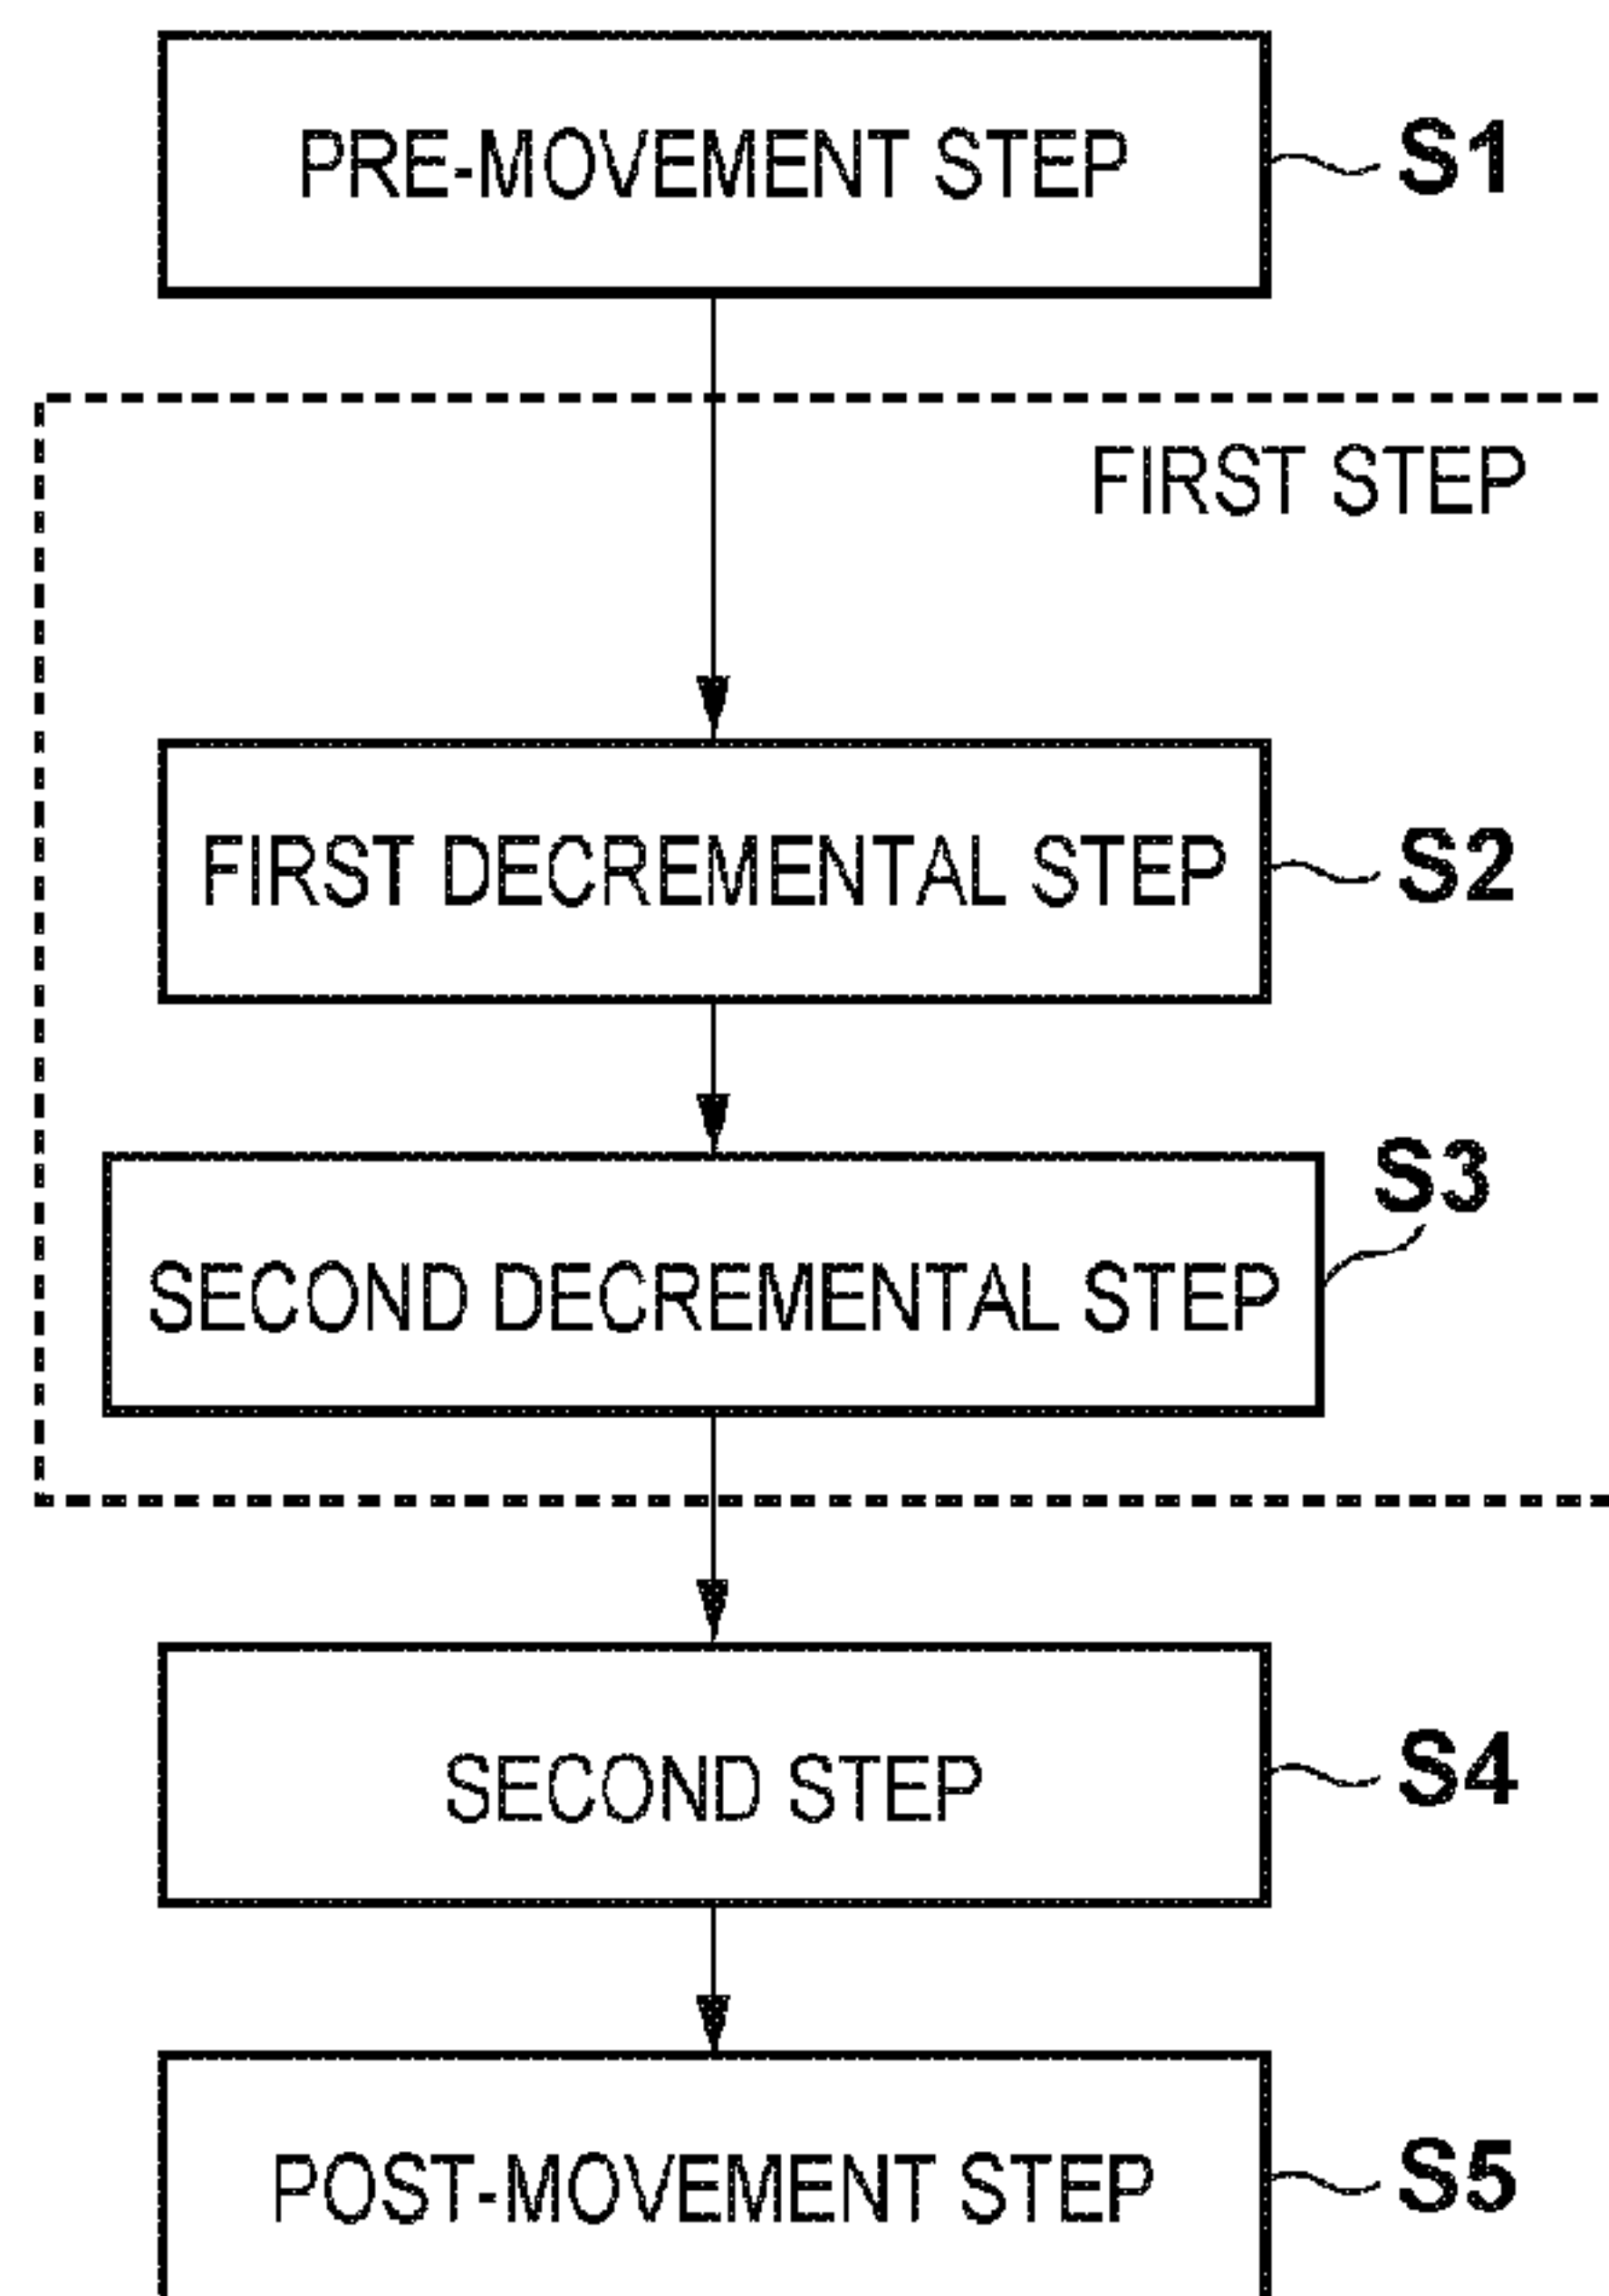 PRE-MOVEMENT STEP
S1
FIRST STEP
FIRST DECREMENTAL STEP
S2
S3
SECOND DECREMENTAL STEP
SECOND STEP
S4
POST-MOVEMENT STEP
S5